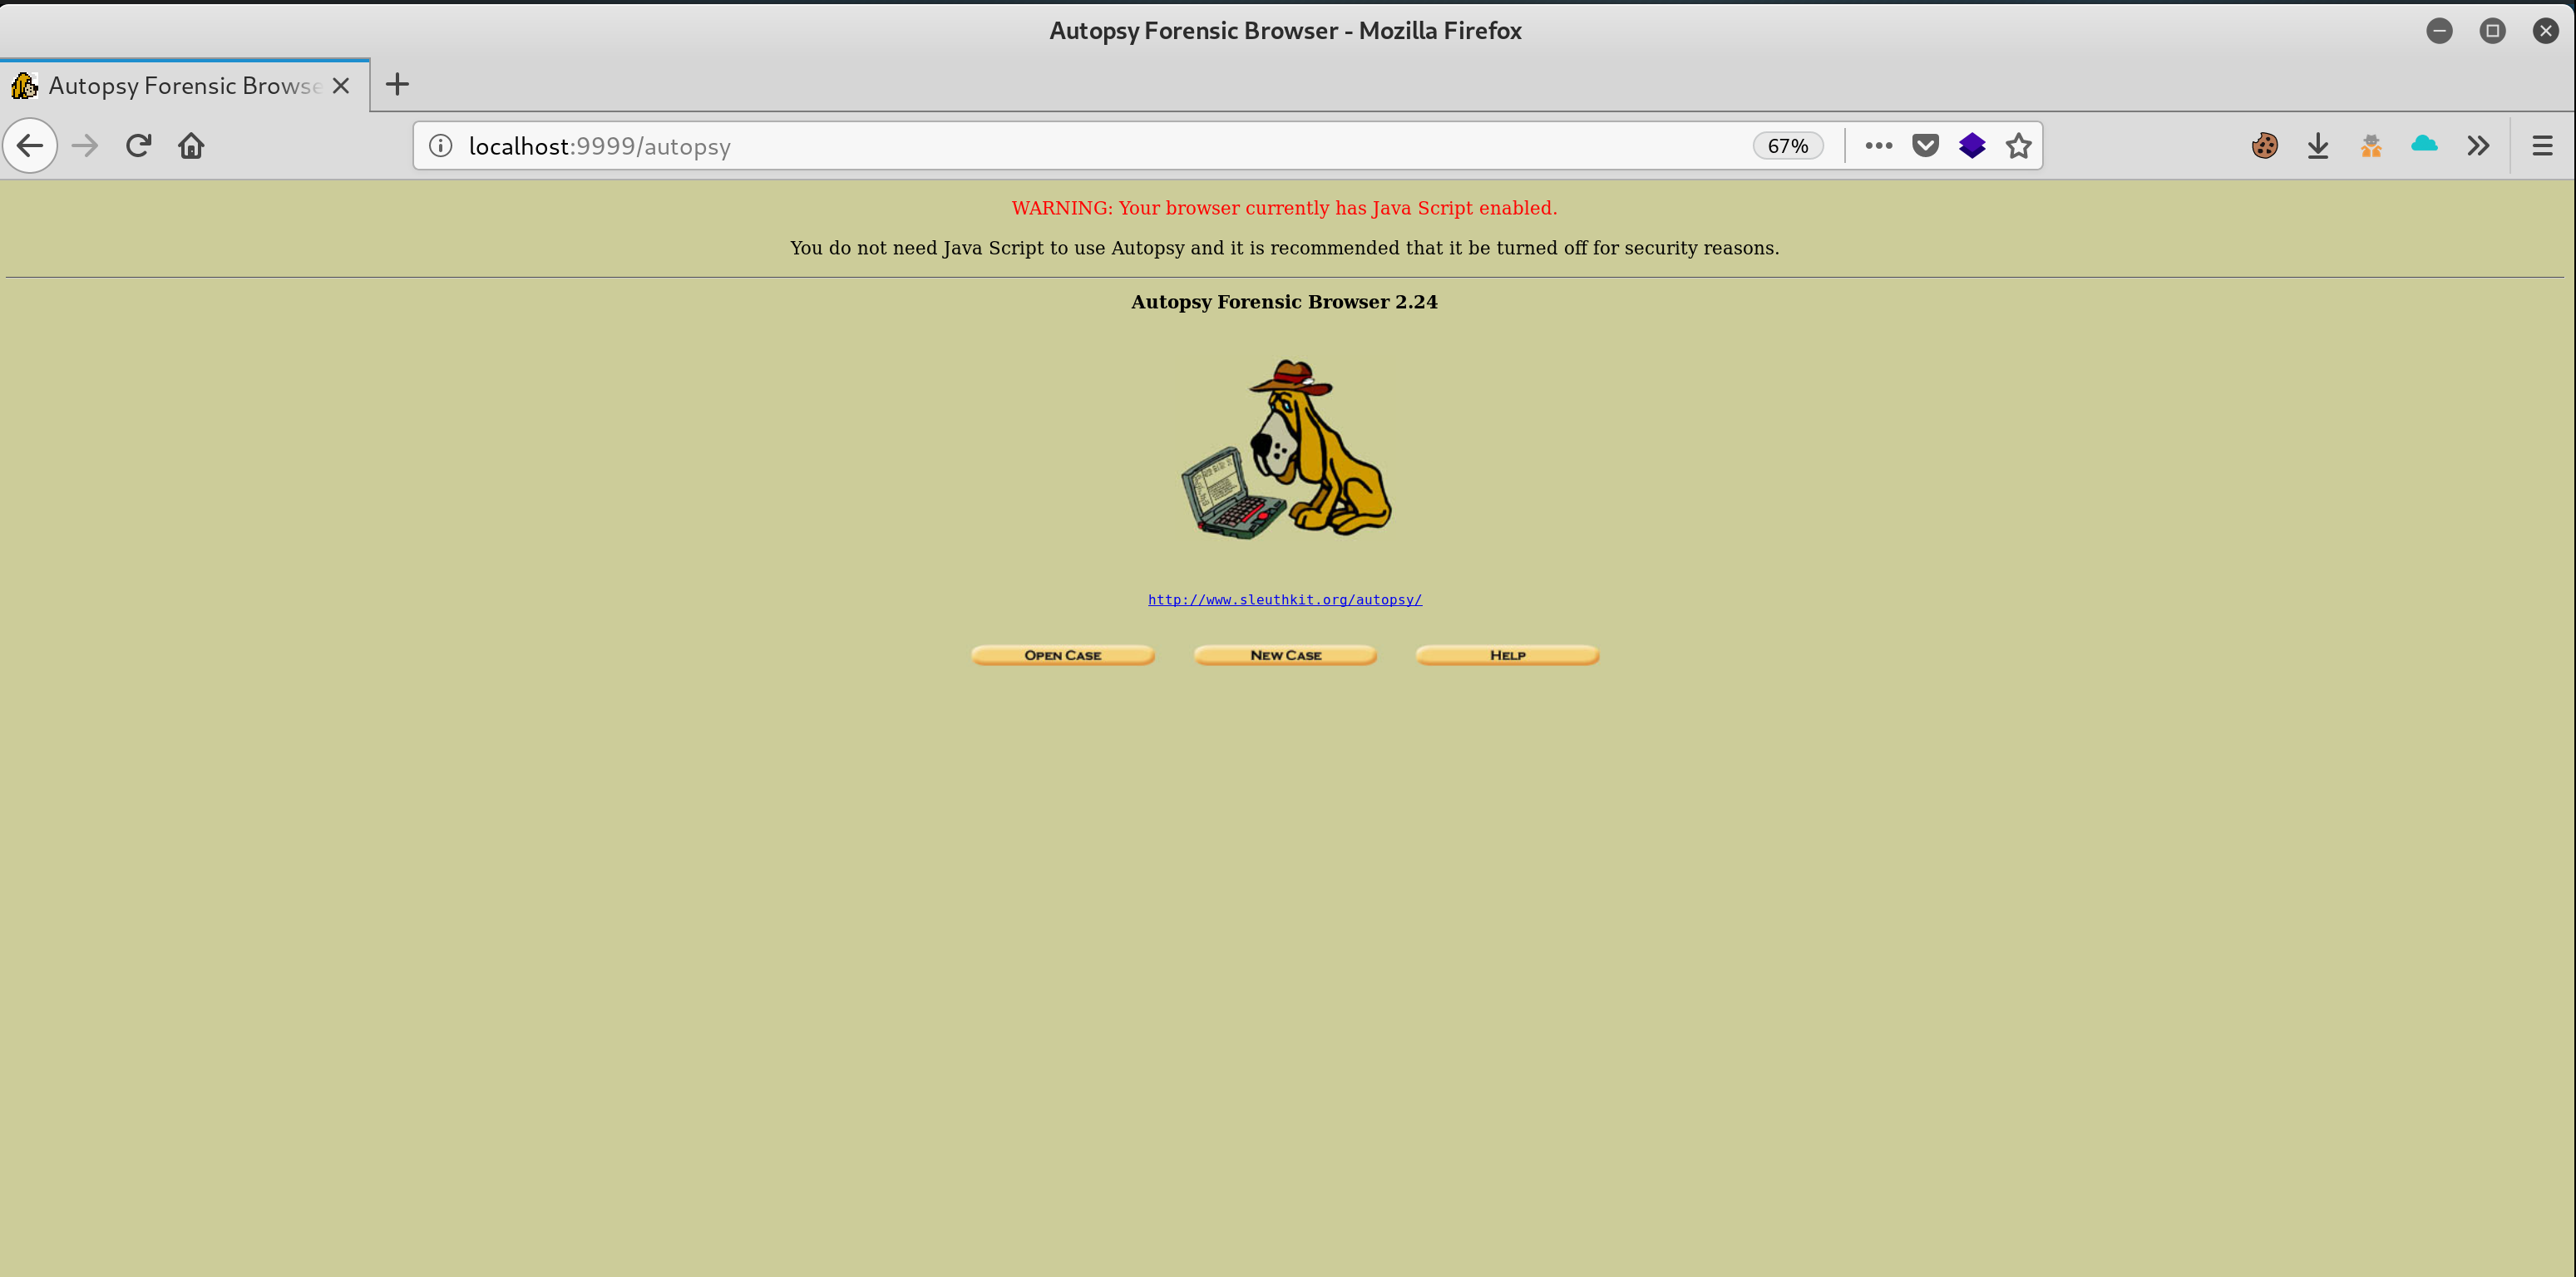 Autopsy Forensic Browser - Mozilla Firefox
Autopsy Forensic Browse
localhost:9999/autopsy 67%
WARNING: Your browser currently has Java Script enabled.
You do not need Java Script to use Autopsy and it is recommended that it be turned off for security reasons.
Autopsy Forensic Browser 2.24
http://www.sleuthkit.org/autopsy/
OPEN CASE NEW CASE HELP